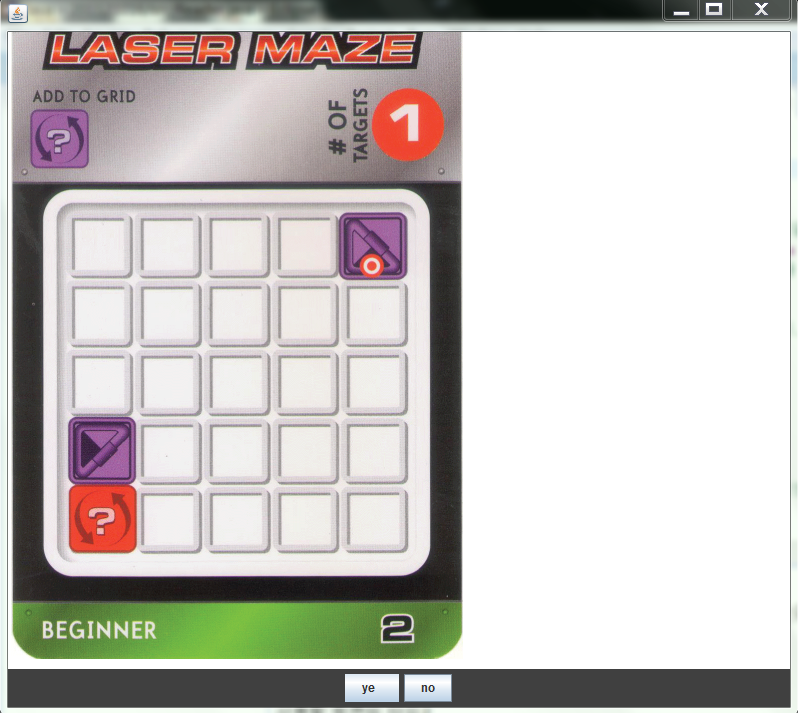 LASER MAZE
ADD TO GRID
?
# OF
TARGETS
1
?
BEGINNER
2
ye no